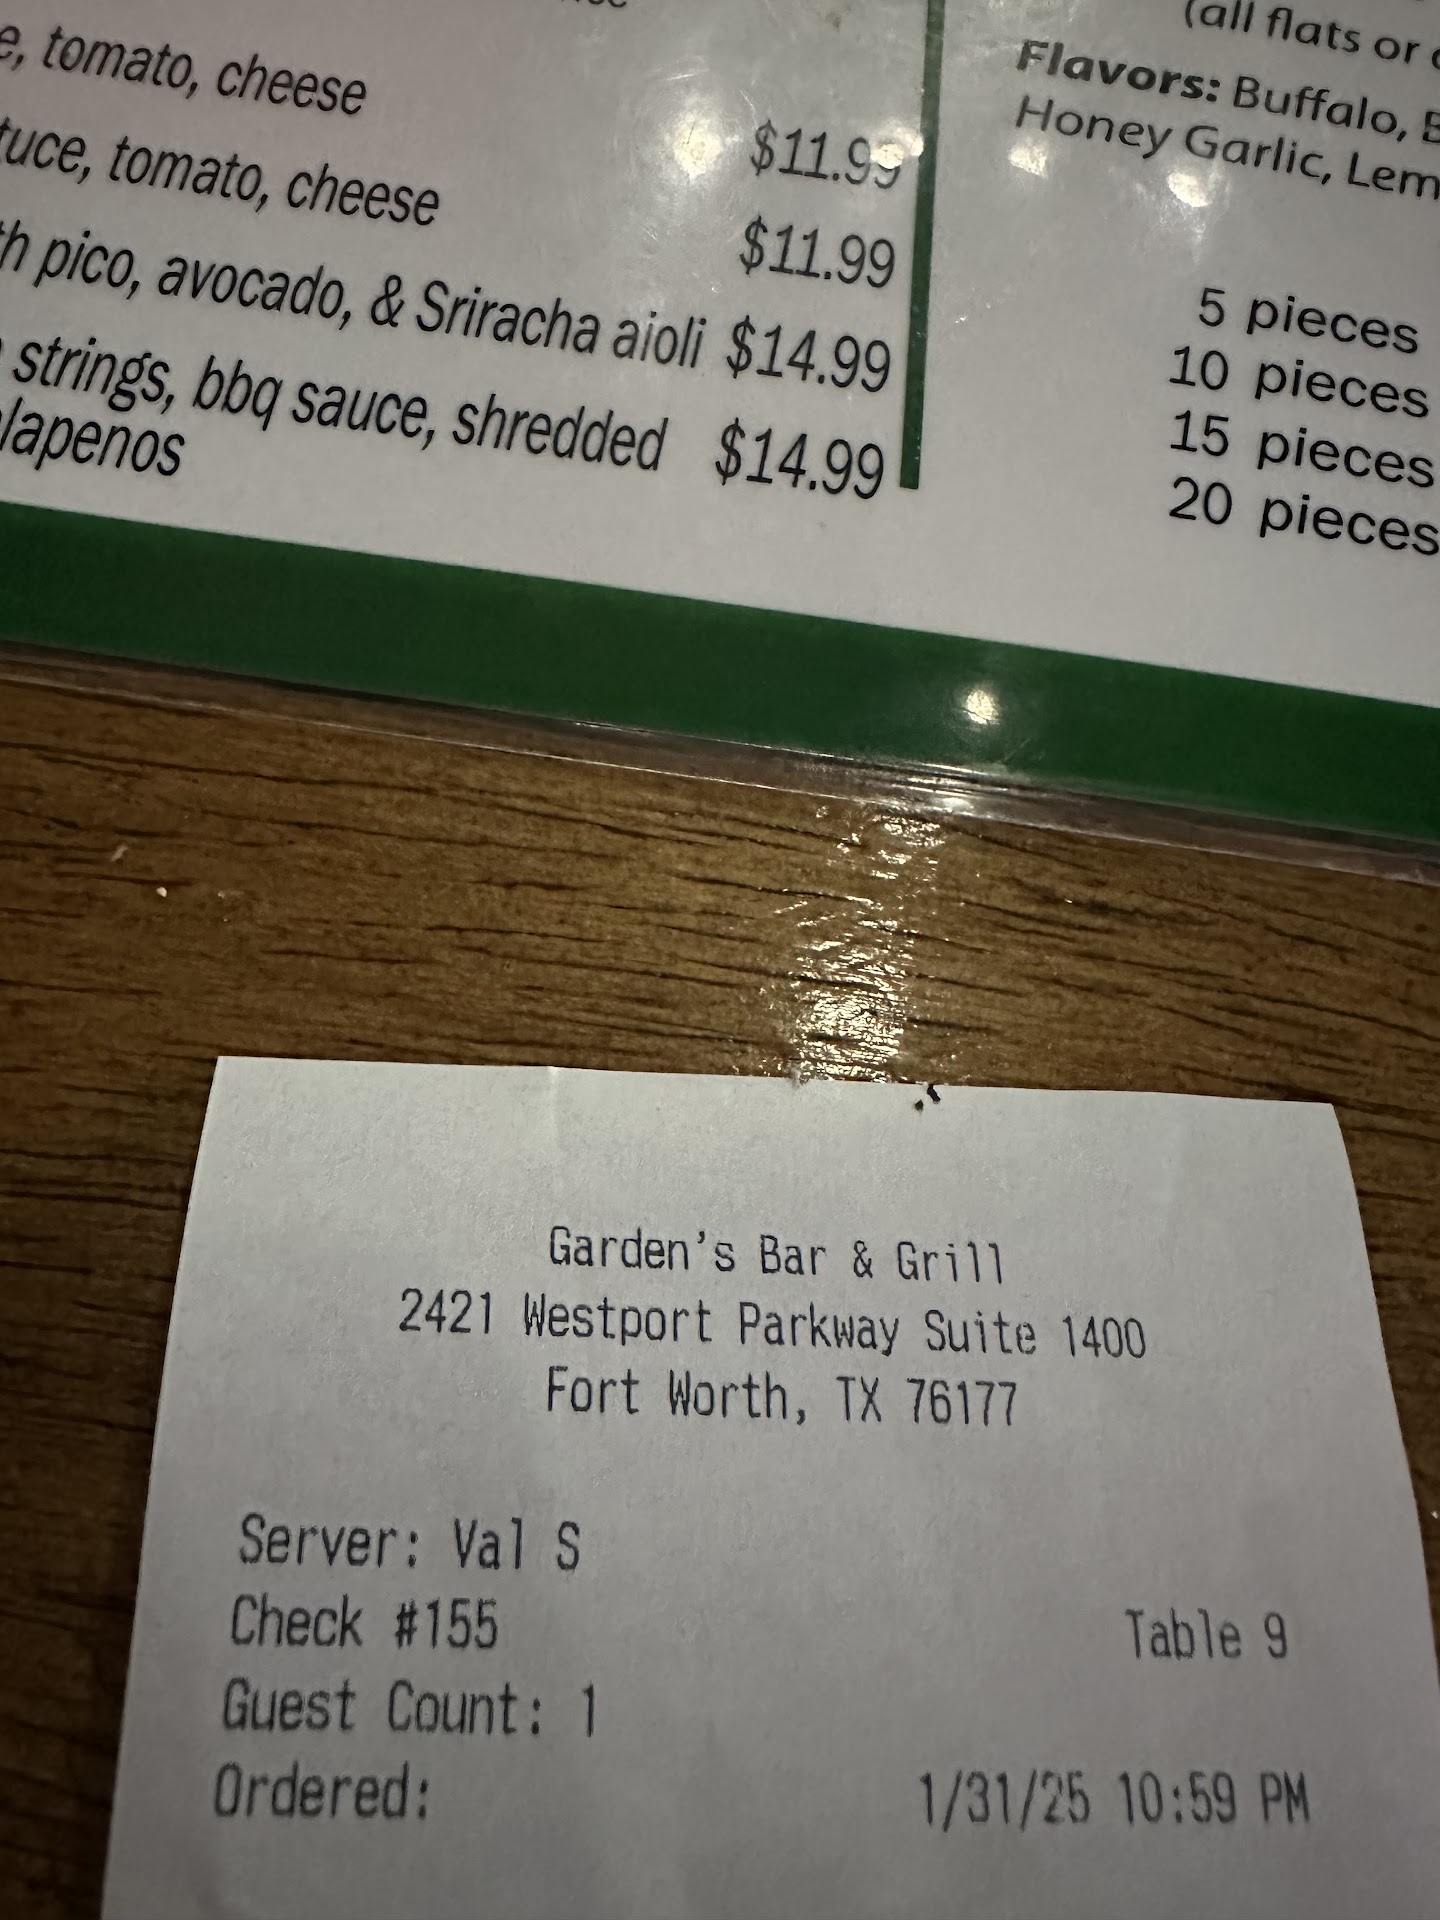 tomato, cheese
$11.99
tomato, cheese
$11.99
pico, avocado, & Sriracha aioli $14.99
strings, bbq sauce, shredded $14.99
(all flats or
Flavors: Buffalo,
Honey Garlic,
5 pieces
10 pieces
15 pieces
20 pieces
Garden's Bar & Grill
2421 Westport Parkway Suite 1400
Fort Worth, TX 76177
Server: Val S
Check #155 Table 9
Guest Count: 1
Ordered: 1/31/25 10:59 PM